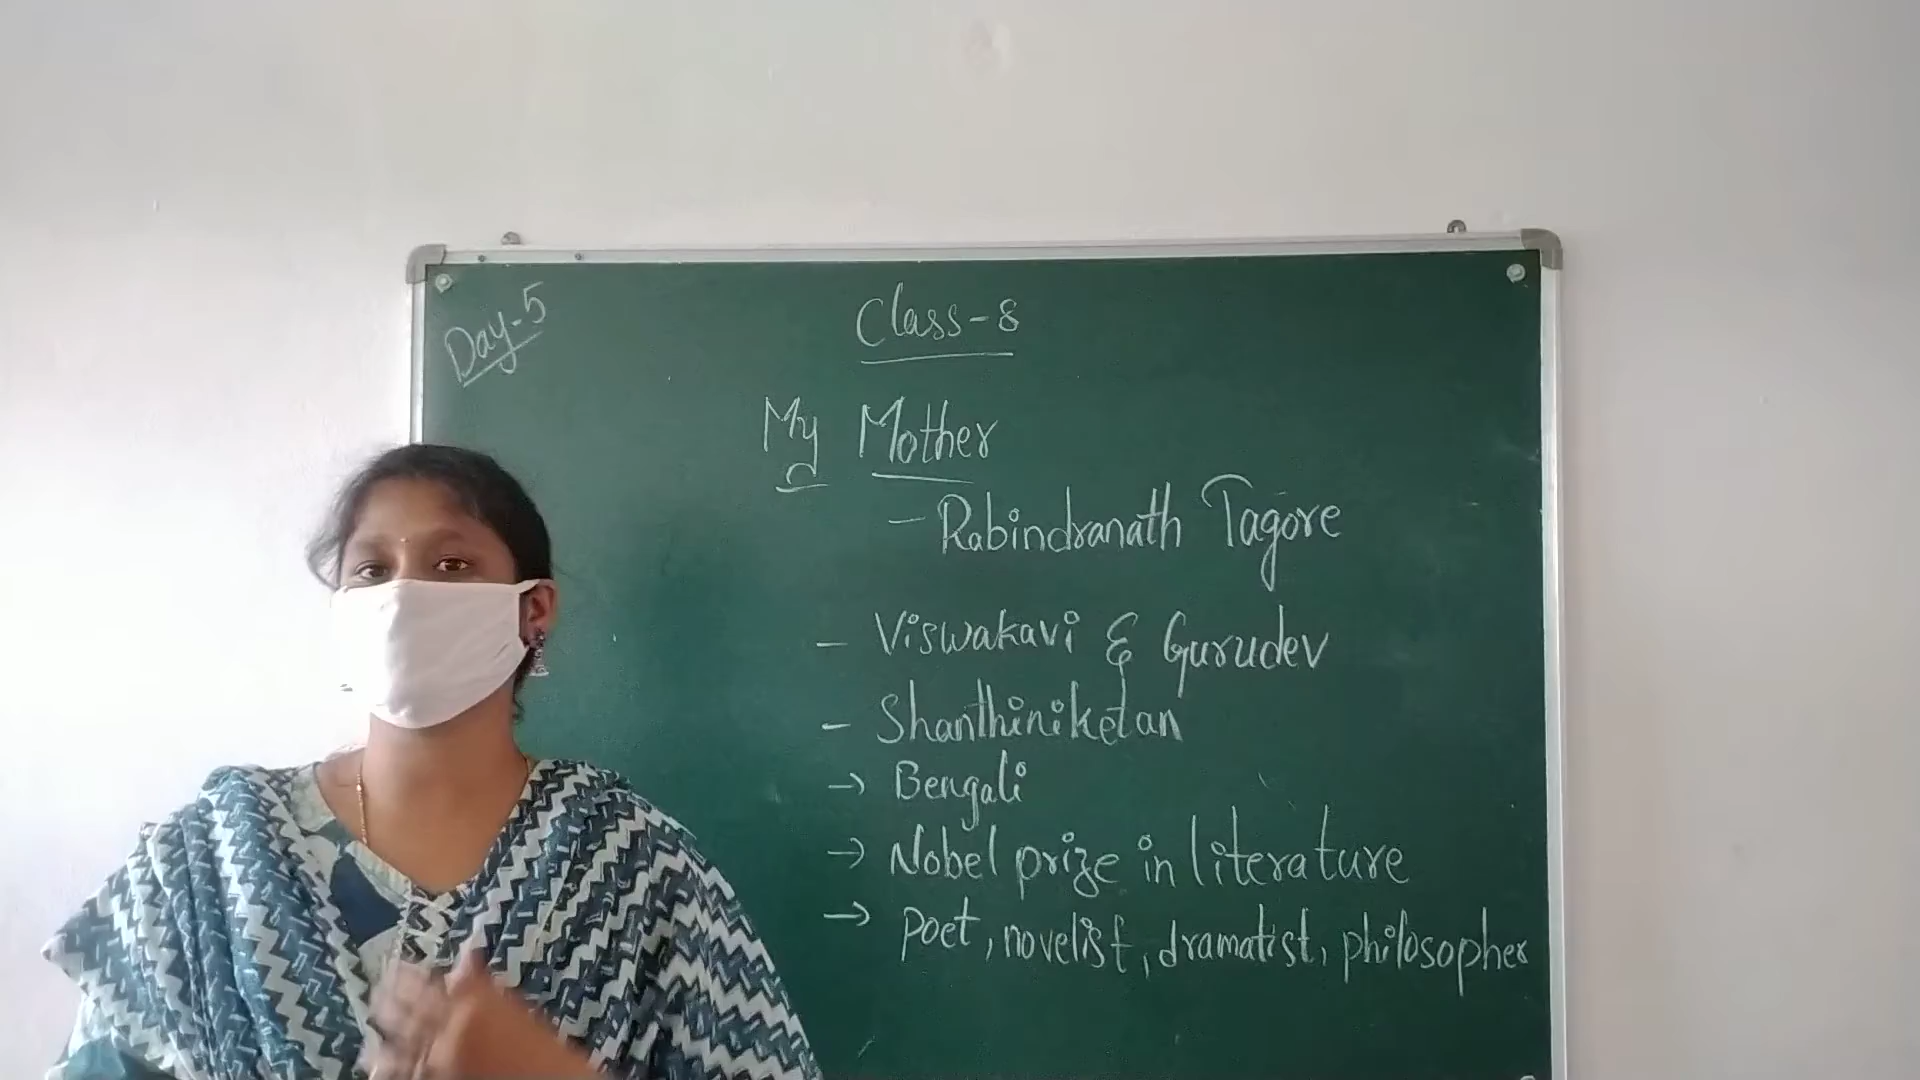 Day-5
Class-8
My Mother
- Rabindranath Tagore
- Viswakavi & Gurudev
- Shanthiniketan
→ Bengali
→ Nobel prize in literature
→ poet, novelist, dramatist, philosopher